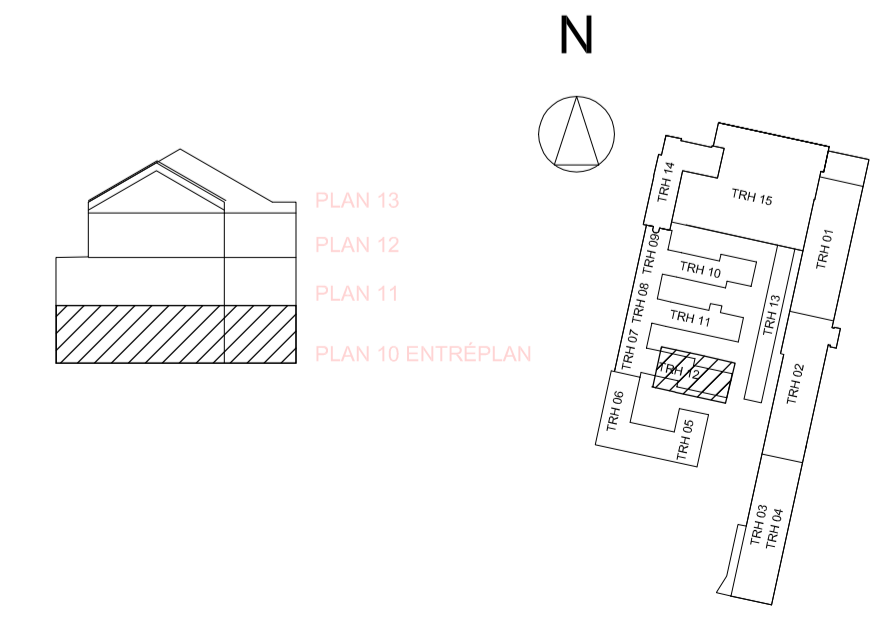 N
PLAN 13
PLAN 12
PLAN 11
PLAN 10 ENTRÉPLAN
TRH 14
TRH 15
TRH 01
TRH 09
TRH 10
TRH 08
TRH 11
TRH 13
TRH 07
TRH 12
TRH 02
TRH 06
TRH 05
TRH 03
TRH 04